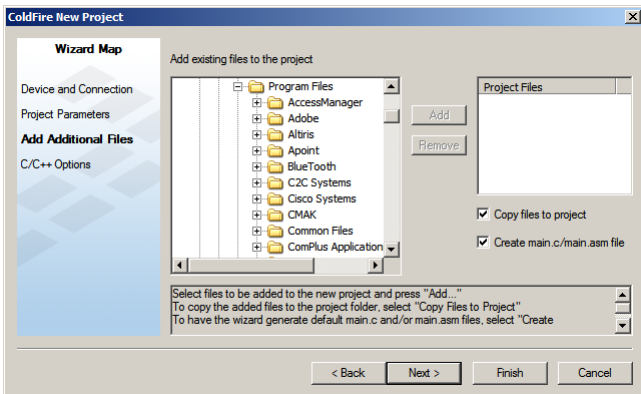 ColdFire New Project
Wizard Map
Device and Connection
Project Parameters
Add Additional Files
C/C++ Options
Add existing files to the project
Program Files
AccessManager
Adobe
Altiris
Apoint
BlueTooth
C2C Systems
Cisco Systems
CMAK
Common Files
ComPlus Application
Add
Remove
Project Files
Copy files to project
Create main.c/main.asm file
Select files to be added to the new project and press "Add..."
To copy the added files to the project folder, select "Copy Files to Project"
To have the wizard generate default main.c and/or main.asm files, select "Create
< Back
Next >
Finish
Cancel